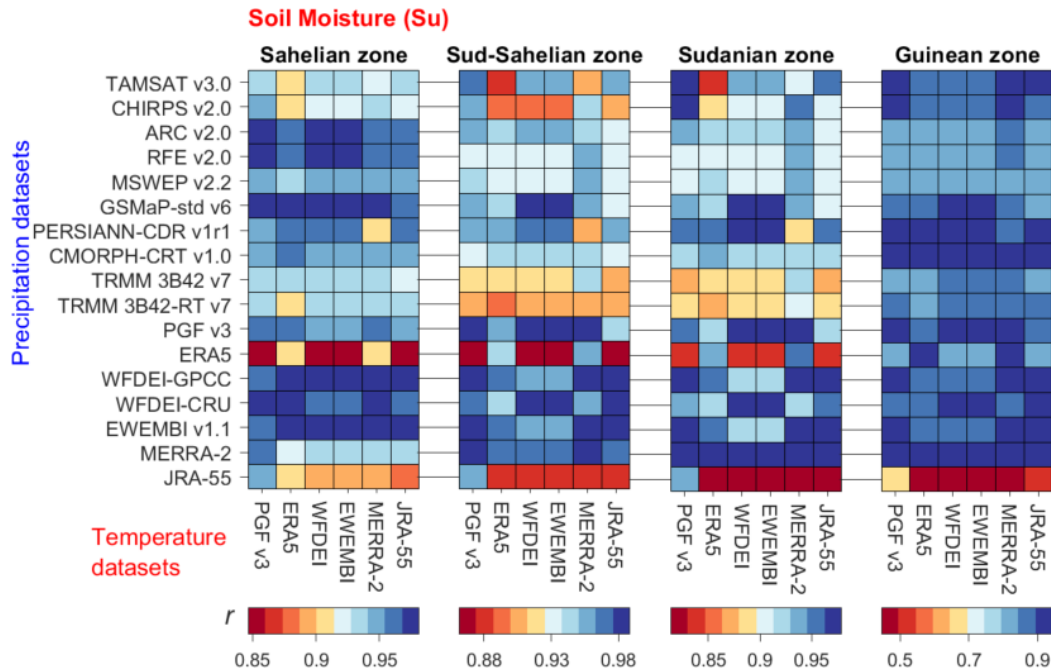 Soil Moisture (Su)
Sahelian zone Sud-Sahelian zone Sudanian zone Guinean zone
Precipitation datasets
TAMSAT v3.0
CHIRPS v2.0
ARC v2.0
RFE v2.0
MSWEP v2.2
GSMaP-std v6
PERSIANN-CDR v1r1
CMORPH-CRT v1.0
TRMM 3B42 v7
TRMM 3B42-RT v7
PGF v3
ERA5
WFDEI-GPCC
WFDEI-CRU
EWEMBI v1.1
MERRA-2
JRA-55
Temperature
datasets
PGF v3 ERA5 WFDEI EWEMBI MERRA-2 JRA-55 PGF v3 ERA5 WFDEI EWEMBI MERRA-2 JRA-55 PGF v3 ERA5 WFDEI EWEMBI MERRA-2 JRA-55 PGF v3 ERA5 WFDEI EWEMBI MERRA-2 JRA-55
r
0.85 0.9 0.95 0.88 0.93 0.98 0.85 0.9 0.95 0.5 0.7 0.9